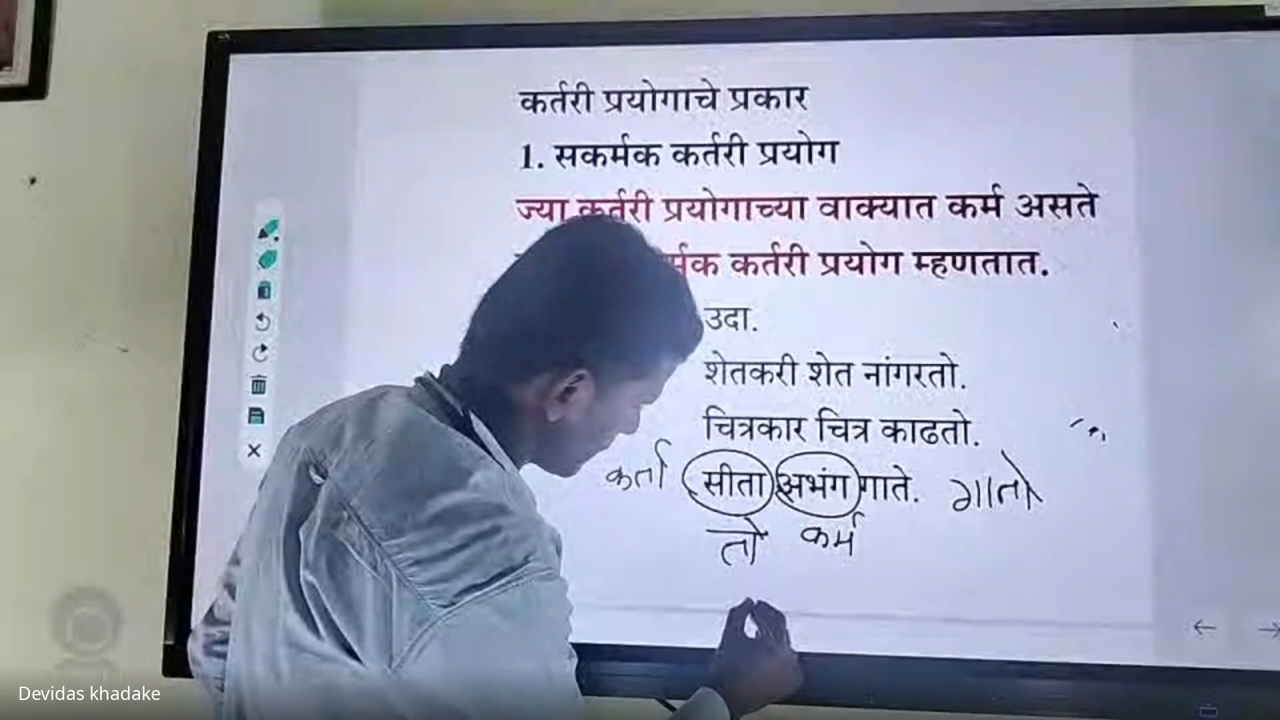 कर्तरी प्रयोगाचे प्रकार
1. सकर्मक कर्तरी प्रयोग
ज्या कर्तरी प्रयोगाच्या वाक्यात कर्म असते
कर्तरी प्रयोग म्हणतात.
उदा.
शेतकरी शेत नांगरतो.
चित्रकार चित्र काढतो.
कर्ता सीता अभंग गाते. गातो
तो कर्म
Devidas khadake